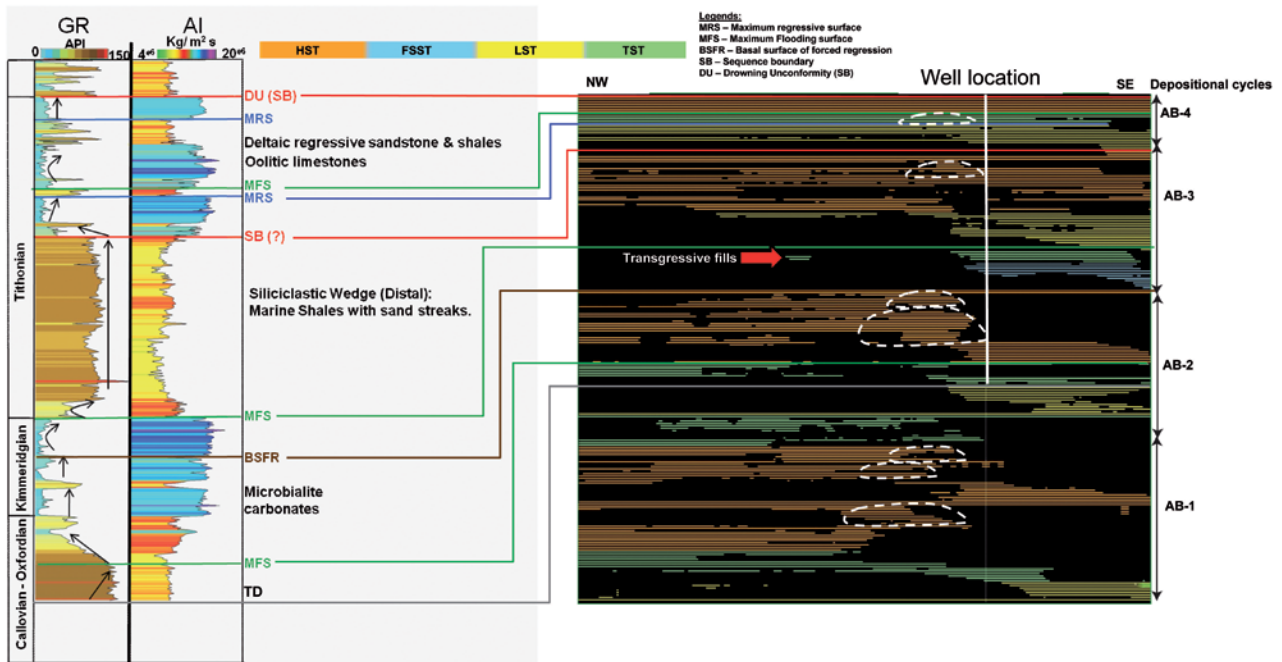 GR
AI
API
Kg/ m² s
0
150
4e⁶
20e⁶
HST
FSST
LST
TST
Legends:
MRS – Maximum regressive surface
MFS – Maximum Flooding surface
BSFR – Basal surface of forced regression
SB – Sequence boundary
DU – Drowning Unconformity (SB)
NW
Well location
SE
Depositional cycles
DU (SB)
MRS
Deltaic regressive sandstone & shales
Oolitic limestones
MFS
MRS
SB (?)
Siliciclastic Wedge (Distal):
Marine Shales with sand streaks.
MFS
BSFR
Microbialite
carbonates
MFS
TD
Tithonian
Kimmeridgian
Callovian - Oxfordian
Transgressive fills
AB-4
AB-3
AB-2
AB-1